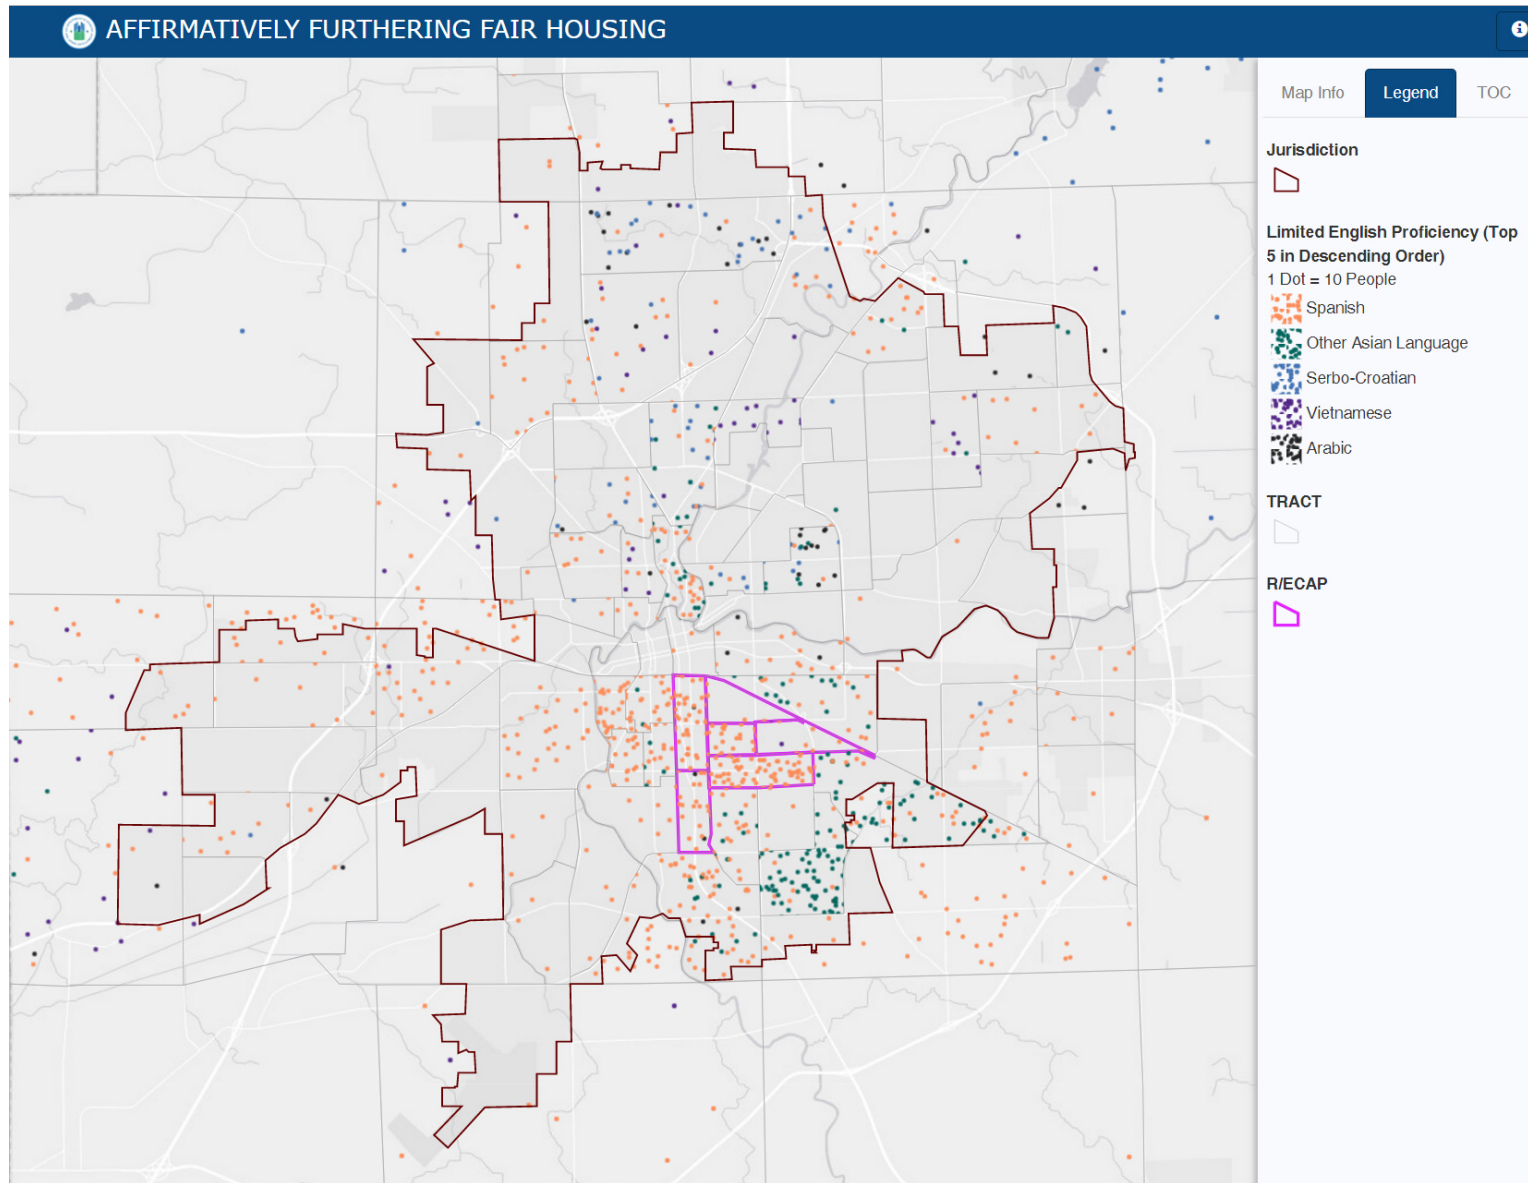 AFFIRMATIVELY FURTHERING FAIR HOUSING
Map Info
Legend
TOC
Jurisdiction
Limited English Proficiency (Top
5 in Descending Order)
1 Dot = 10 People
Spanish
Other Asian Language
Serbo-Croatian
Vietnamese
Arabic
TRACT
R/ECAP